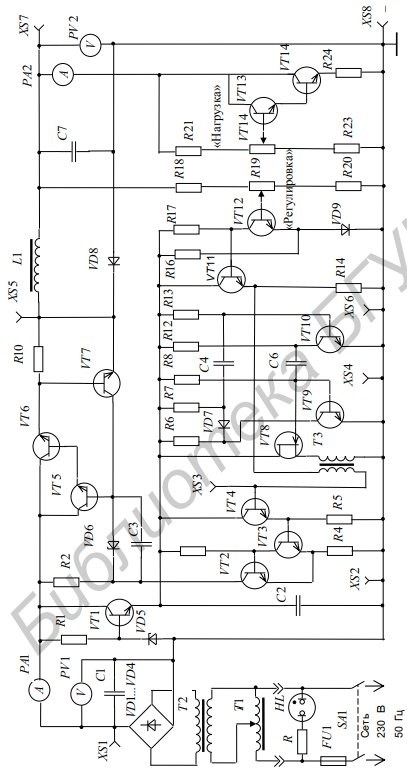 XS7
PV2
V
XS8
–
PA2
A
VT14
R24
VT13
VT14
«Нагрузка»
C7
R21
R23
R18
R19
R20
«Регулировка»
R17
VT12
VD9
L1
VD8
R16
VT11
R14
XS5
R13
R12
C4
VT10
XS6
R10
VT7
R8
C6
R7
VT9
XS4
R6
VD7
VT8
T3
VT6
VT5
XS3
VT4
R5
VD6
C3
VT3
R4
R2
VT2
XS2
R1
VT1
VD5
C2
PA1
A
PV1
V
C1
VD1...VD4
XS1
T2
T1
HL
R
FU1
SA1
Сеть
230 В
50 Гц
Библиотека БГУ